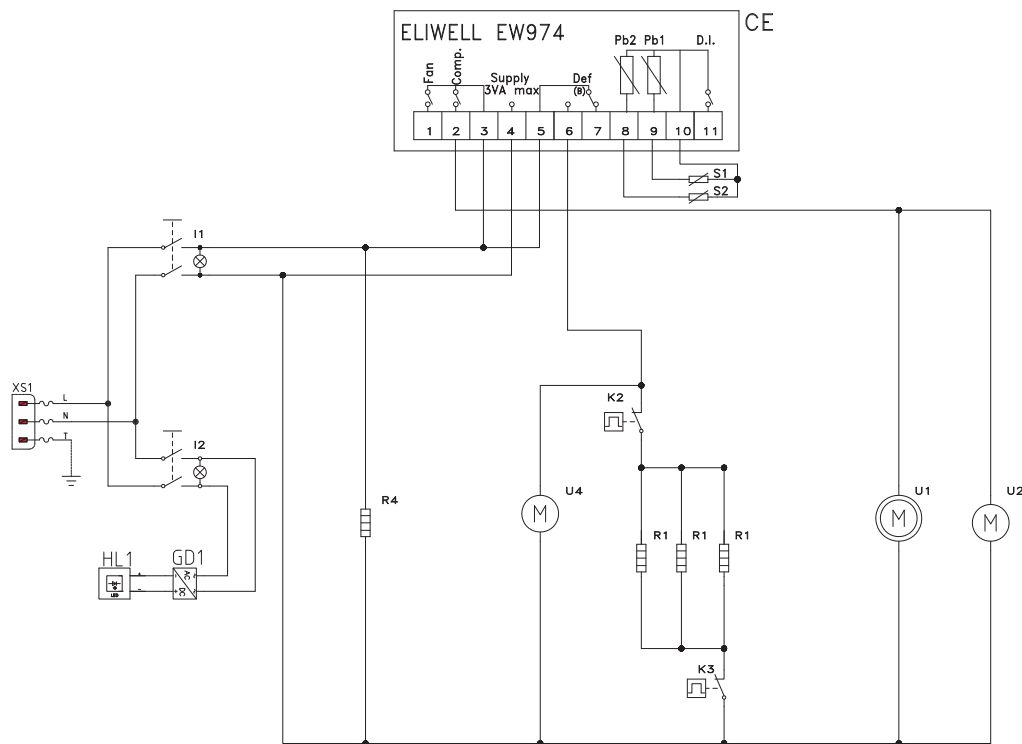 ELIWELL EW974
CE
Pb2 Pb1 D.I.
Fan
Comp.
Supply
3VA max
Def
(B)
1 2 3 4 5 6 7 8 9 10 11
S1
S2
I1
XS1
L
N
T
K2
I2
R4
U4
U1
U2
R1 R1 R1
HL1
GD1
AC
DC
LED
K3